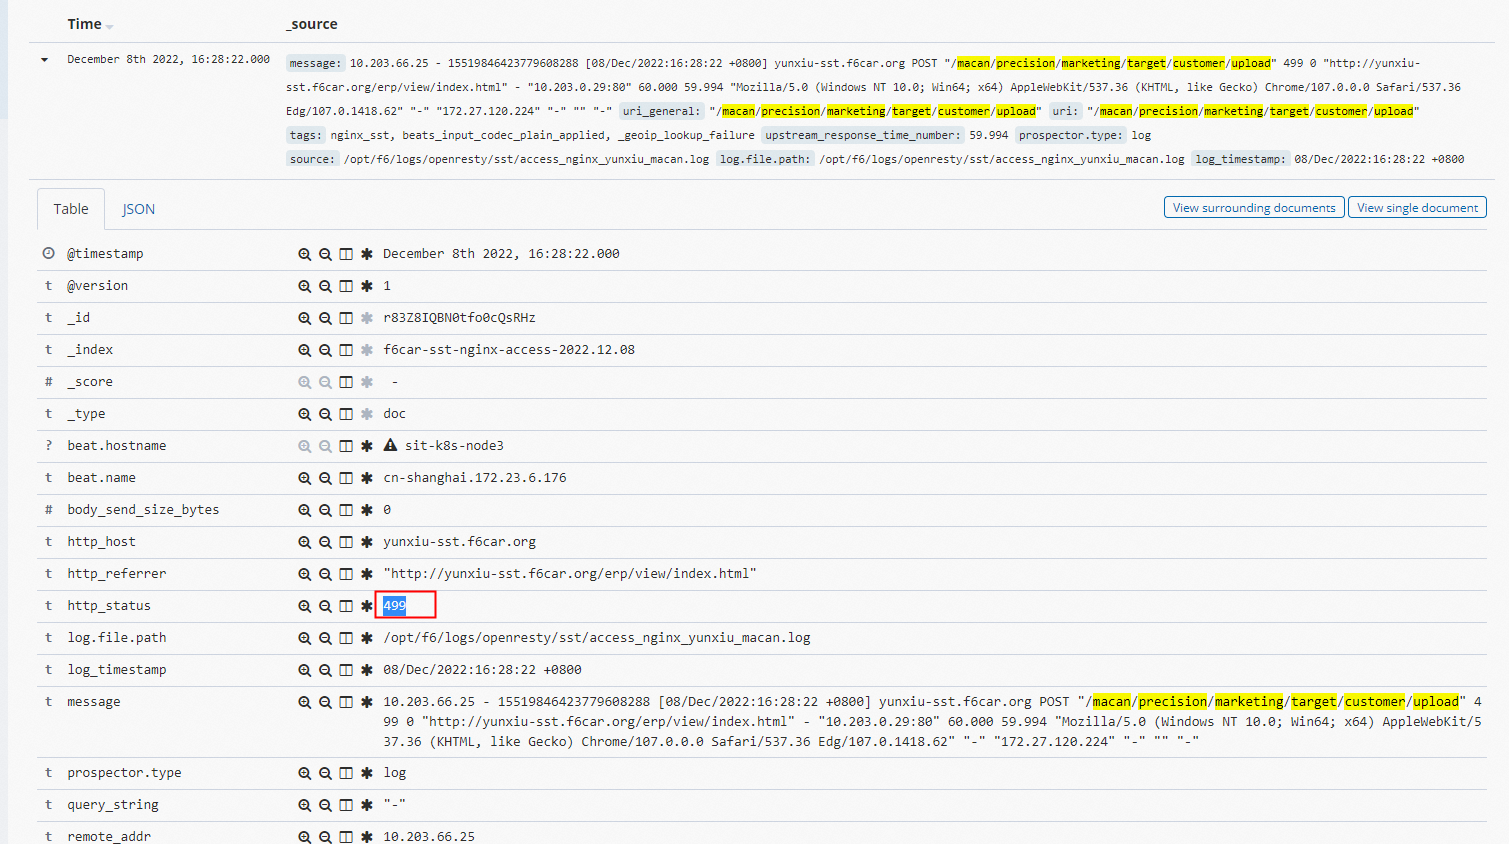 Time _source
December 8th 2022, 16:28:22.000 message: 10.203.66.25 - 15519846423779608288 [08/Dec/2022:16:28:22 +0800] yunxiu-sst.f6car.org POST "/macan/precision/marketing/target/customer/upload" 499 0 "http://yunxiu-
sst.f6car.org/erp/view/index.html" - "10.203.0.29:80" 60.000 59.994 "Mozilla/5.0 (Windows NT 10.0; Win64; x64) AppleWebKit/537.36 (KHTML, like Gecko) Chrome/107.0.0.0 Safari/537.36
Edg/107.0.1418.62" "-" "172.27.120.224" "-" "" "-" uri_general: "/macan/precision/marketing/target/customer/upload" uri: "/macan/precision/marketing/target/customer/upload"
tags: nginx_sst, beats_input_codec_plain_applied, _geoip_lookup_failure upstream_response_time_number: 59.994 prospector.type: log
source: /opt/f6/logs/openresty/sst/access_nginx_yunxiu_macan.log log.file.path: /opt/f6/logs/openresty/sst/access_nginx_yunxiu_macan.log log_timestamp: 08/Dec/2022:16:28:22 +0800
Table JSON View surrounding documents View single document
@timestamp December 8th 2022, 16:28:22.000
t @version 1
t _id r83Z8IQBN0tfo0cQsRHz
t _index f6car-sst-nginx-access-2022.12.08
# _score -
t _type doc
? beat.hostname sit-k8s-node3
t beat.name cn-shanghai.172.23.6.176
# body_send_size_bytes 0
t http_host yunxiu-sst.f6car.org
t http_referrer "http://yunxiu-sst.f6car.org/erp/view/index.html"
t http_status 499
t log.file.path /opt/f6/logs/openresty/sst/access_nginx_yunxiu_macan.log
t log_timestamp 08/Dec/2022:16:28:22 +0800
t message 10.203.66.25 - 15519846423779608288 [08/Dec/2022:16:28:22 +0800] yunxiu-sst.f6car.org POST "/macan/precision/marketing/target/customer/upload" 4
99 0 "http://yunxiu-sst.f6car.org/erp/view/index.html" - "10.203.0.29:80" 60.000 59.994 "Mozilla/5.0 (Windows NT 10.0; Win64; x64) AppleWebKit/5
37.36 (KHTML, like Gecko) Chrome/107.0.0.0 Safari/537.36 Edg/107.0.1418.62" "-" "172.27.120.224" "-" "" "-"
t prospector.type log
t query_string "-"
t remote_addr 10.203.66.25